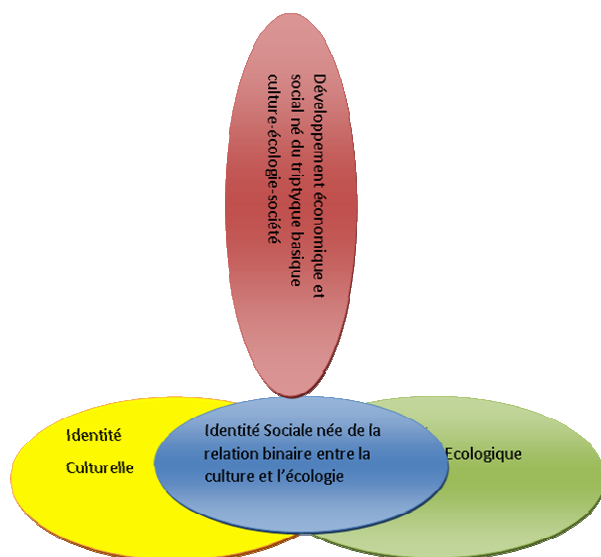 Développement économique et
social né du triptyque basique
culture-écologie-société
Identité
Culturelle
Identité Sociale née de la
relation binaire entre la
culture et l'écologie
Ecologique